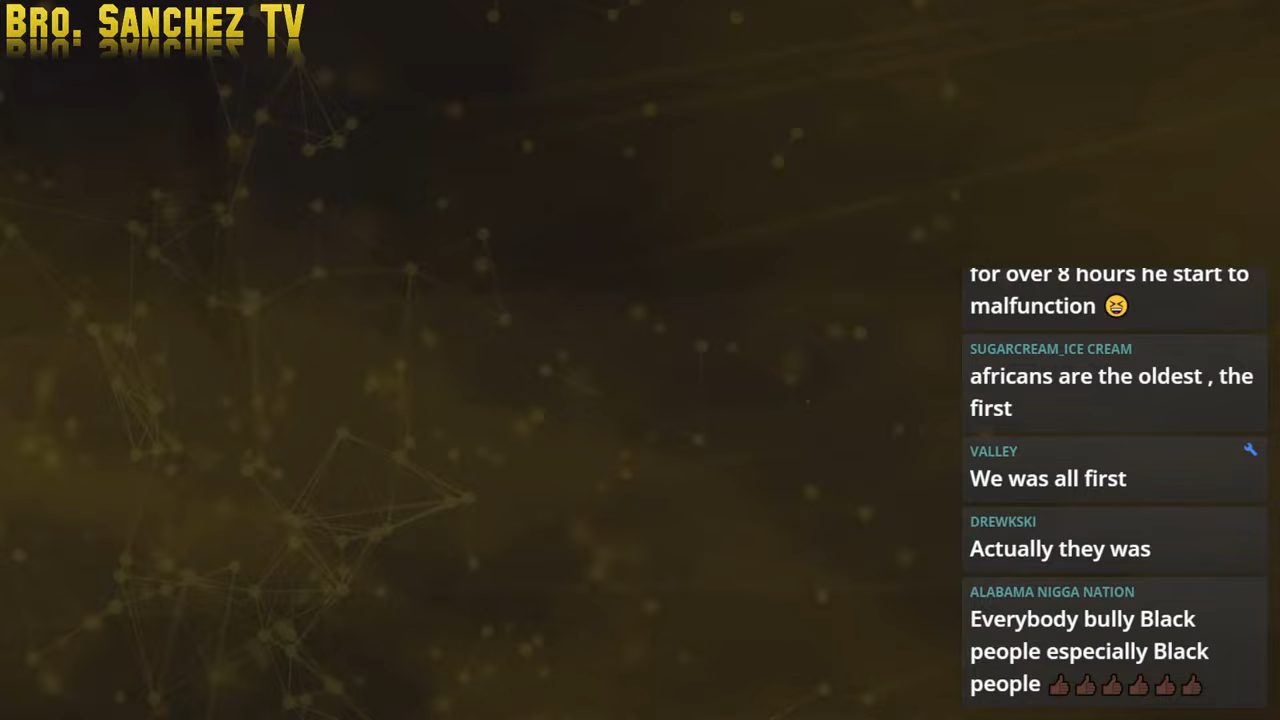 BRO. SANCHEZ TV
for over 8 hours he start to
malfunction 😆
SUGARCREAM_ICE CREAM
africans are the oldest , the
first
VALLEY
We was all first
DREWKSKI
Actually they was
ALABAMA NIGGA NATION
Everybody bully Black
people especially Black
people 👍🏿👍🏿👍🏿👍🏿👍🏿👍🏿